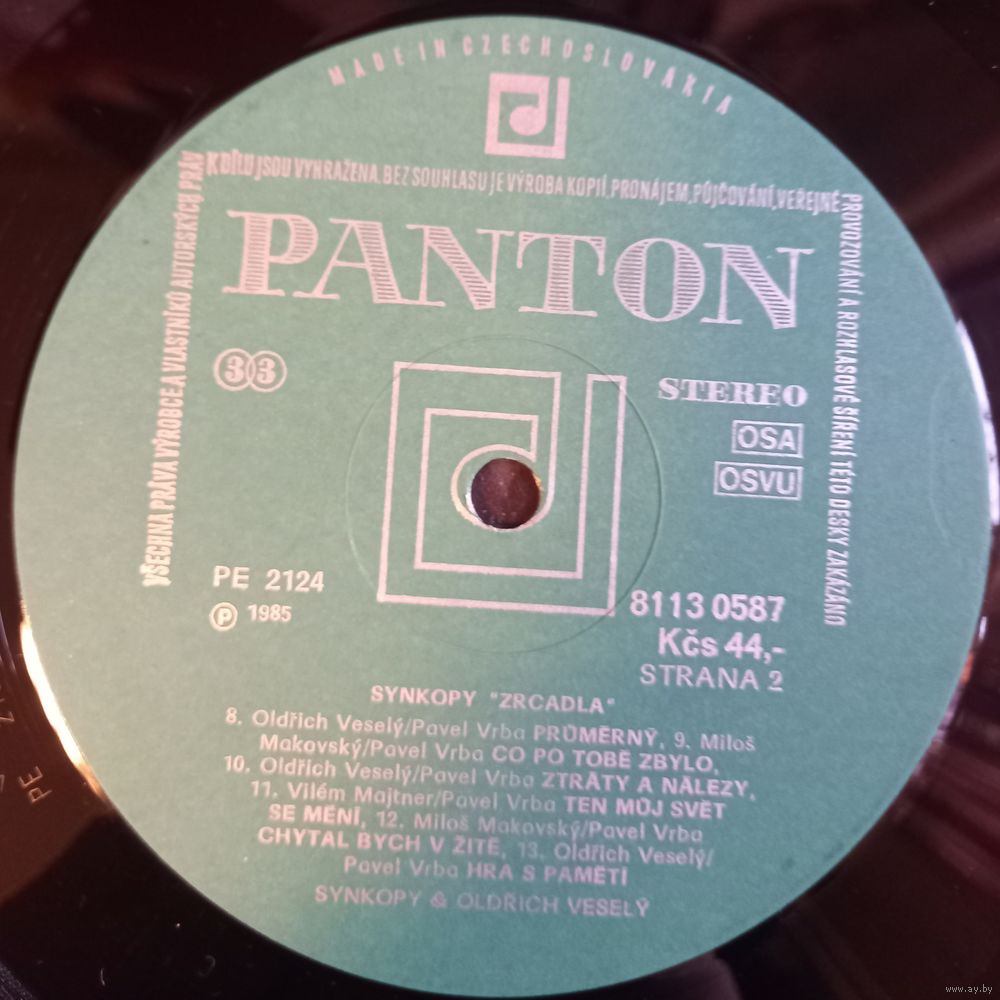 MADE IN CZECHOSLOVAKIA
VŠECHNA PRÁVA VÝROBCE A VLASTNÍKŮ AUTORSKÝCH PRÁV
K DÍLU JSOU VYHRAŽENA. BEZ SOUHLASU JE VÝROBA KOPIÍ, PRONÁJEM, PŮJČOVÁNÍ, VEŘEJNÉ
PROVOZOVÁNÍ A ROZHLASOVÉ ŠÍŘENÍ TÉTO DESKY ZAKÁZÁNO
PANTON
33
STEREO
OSA
OSVU
PE 2124
Ⓟ 1985
8113 0587
Kčs 44,-
STRANA 2
SYNKOPY "ZRCADLA"
8. Oldřich Veselý/Pavel Vrba PRŮMĚRNÝ, 9. Miloš
Makovský/Pavel Vrba CO PO TOBĚ ZBYLO,
10. Oldřich Veselý/Pavel Vrba ZTRÁTY A NÁLEZY,
11. Vilém Majtner/Pavel Vrba TEN MŮJ SVĚT
SE MĚNÍ, 12. Miloš Makovský/Pavel Vrba
CHYTAL BYCH V ŽITĚ, 13. Oldřich Veselý/
Pavel Vrba HRA S PAMĚTÍ
SYNKOPY & OLDŘICH VESELÝ
PE
www.ay.by